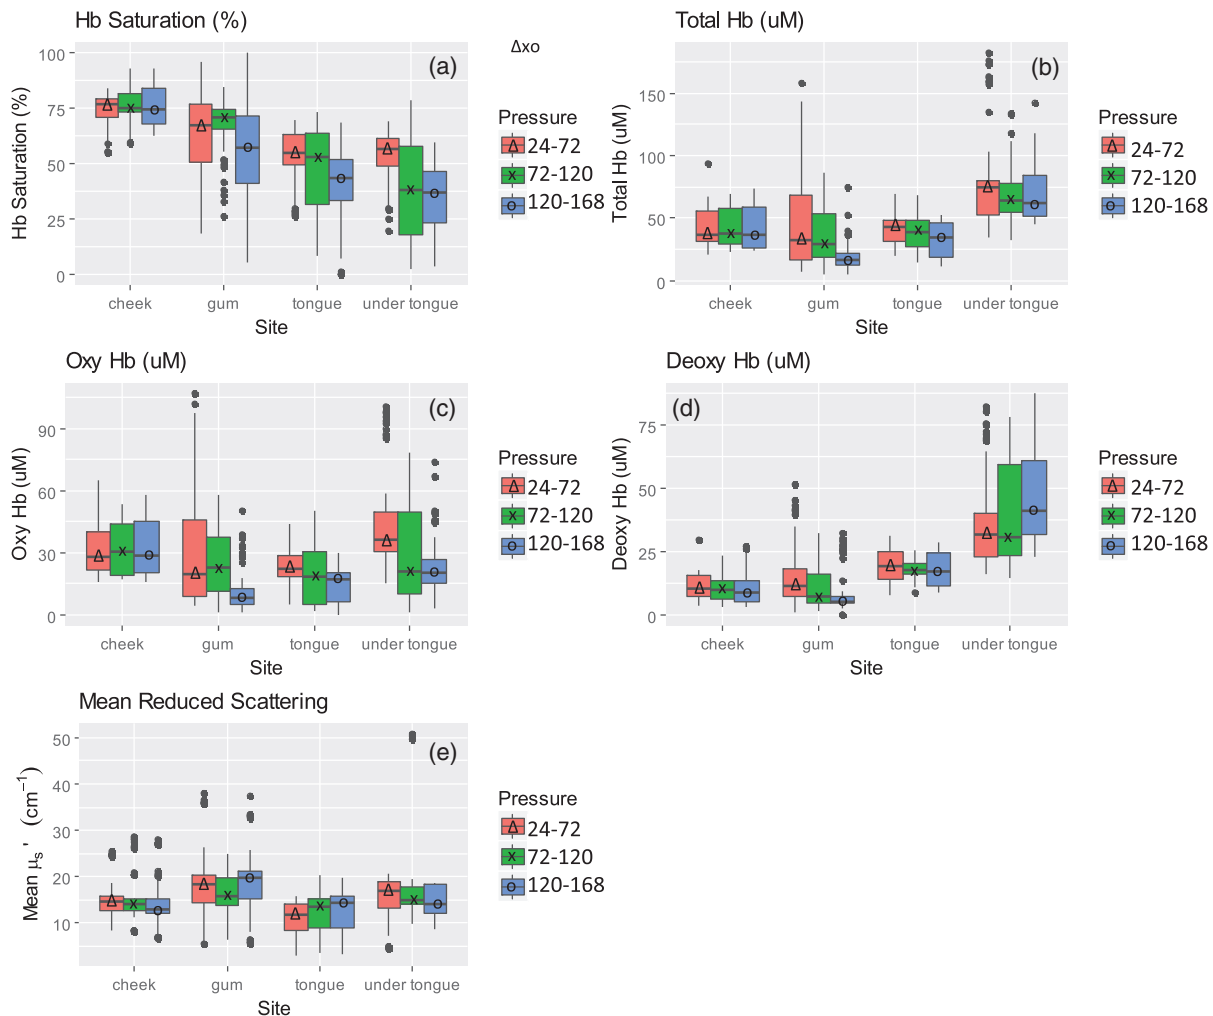 Hb Saturation (%)
Δxo
(a)
Hb Saturation (%)
100
75
50
25
0
cheek gum tongue under tongue
Site
Pressure
24-72
72-120
120-168
Total Hb (uM)
(b)
Total Hb (uM)
150
100
50
0
cheek gum tongue under tongue
Site
Pressure
24-72
72-120
120-168
Oxy Hb (uM)
(c)
Oxy Hb (uM)
90
60
30
0
cheek gum tongue under tongue
Site
Pressure
24-72
72-120
120-168
Deoxy Hb (uM)
(d)
Deoxy Hb (uM)
75
50
25
0
cheek gum tongue under tongue
Site
Pressure
24-72
72-120
120-168
Mean Reduced Scattering
(e)
Mean μs' (cm⁻¹)
50
40
30
20
10
cheek gum tongue under tongue
Site
Pressure
24-72
72-120
120-168